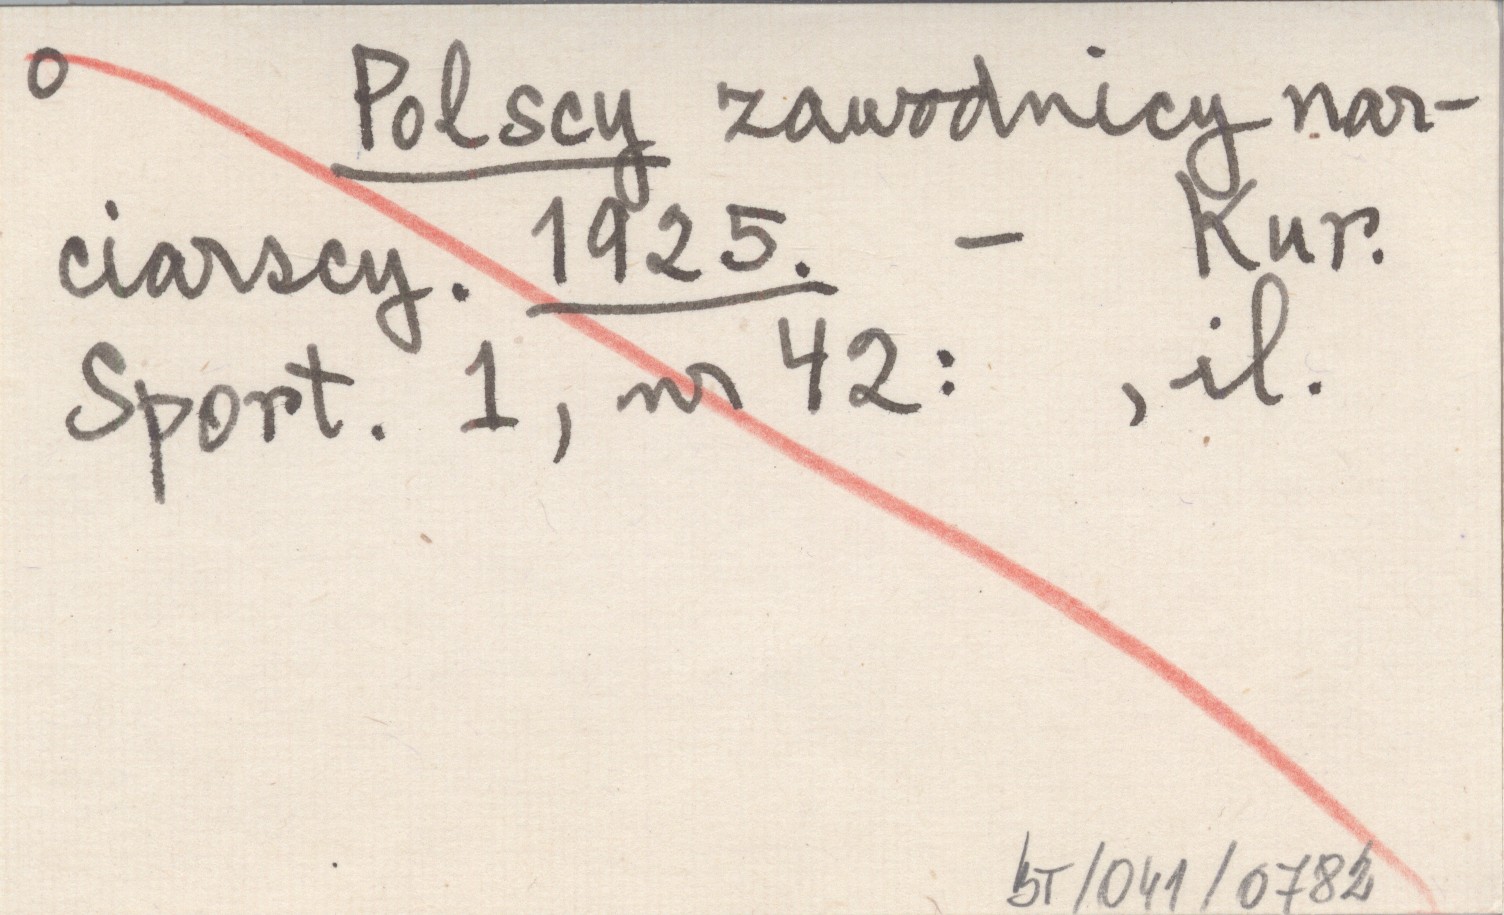 o Polscy zawodnicy nar-
ciarscy. 1925. - Kur.
Sport. 1, nr 42: , il.
BT/041/0782